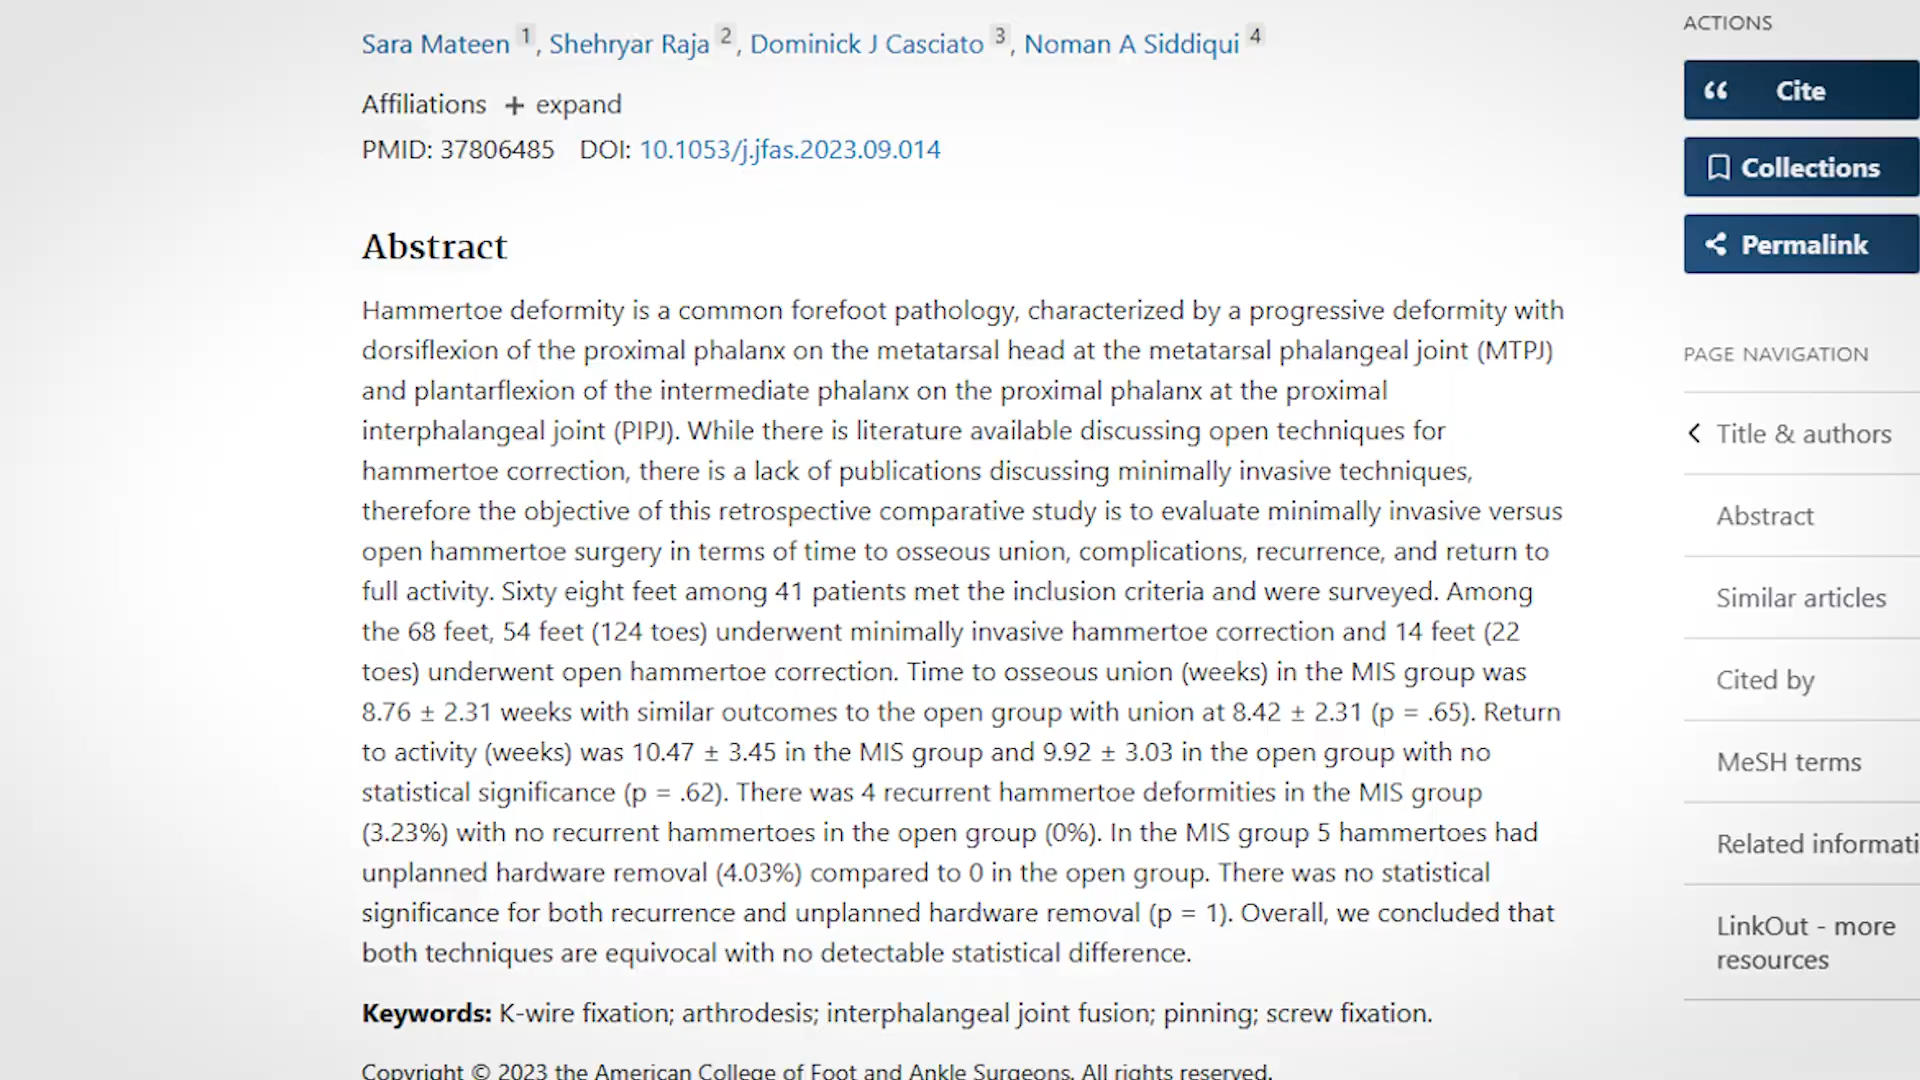 Sara Mateen 1, Shehryar Raja 2, Dominick J Casciato 3, Noman A Siddiqui 4
Affiliations + expand
PMID: 37806485 DOI: 10.1053/j.jfas.2023.09.014
Abstract
Hammertoe deformity is a common forefoot pathology, characterized by a progressive deformity with
dorsiflexion of the proximal phalanx on the metatarsal head at the metatarsal phalangeal joint (MTPJ)
and plantarflexion of the intermediate phalanx on the proximal phalanx at the proximal
interphalangeal joint (PIPJ). While there is literature available discussing open techniques for
hammertoe correction, there is a lack of publications discussing minimally invasive techniques,
therefore the objective of this retrospective comparative study is to evaluate minimally invasive versus
open hammertoe surgery in terms of time to osseous union, complications, recurrence, and return to
full activity. Sixty eight feet among 41 patients met the inclusion criteria and were surveyed. Among
the 68 feet, 54 feet (124 toes) underwent minimally invasive hammertoe correction and 14 feet (22
toes) underwent open hammertoe correction. Time to osseous union (weeks) in the MIS group was
8.76 ± 2.31 weeks with similar outcomes to the open group with union at 8.42 ± 2.31 (p = .65). Return
to activity (weeks) was 10.47 ± 3.45 in the MIS group and 9.92 ± 3.03 in the open group with no
statistical significance (p = .62). There was 4 recurrent hammertoe deformities in the MIS group
(3.23%) with no recurrent hammertoes in the open group (0%). In the MIS group 5 hammertoes had
unplanned hardware removal (4.03%) compared to 0 in the open group. There was no statistical
significance for both recurrence and unplanned hardware removal (p = 1). Overall, we concluded that
both techniques are equivocal with no detectable statistical difference.
Keywords: K-wire fixation; arthrodesis; interphalangeal joint fusion; pinning; screw fixation.
Copyright © 2023 the American College of Foot and Ankle Surgeons. All rights reserved.
ACTIONS
Cite
Collections
Permalink
PAGE NAVIGATION
Title & authors
Abstract
Similar articles
Cited by
MeSH terms
Related informati
LinkOut - more
resources